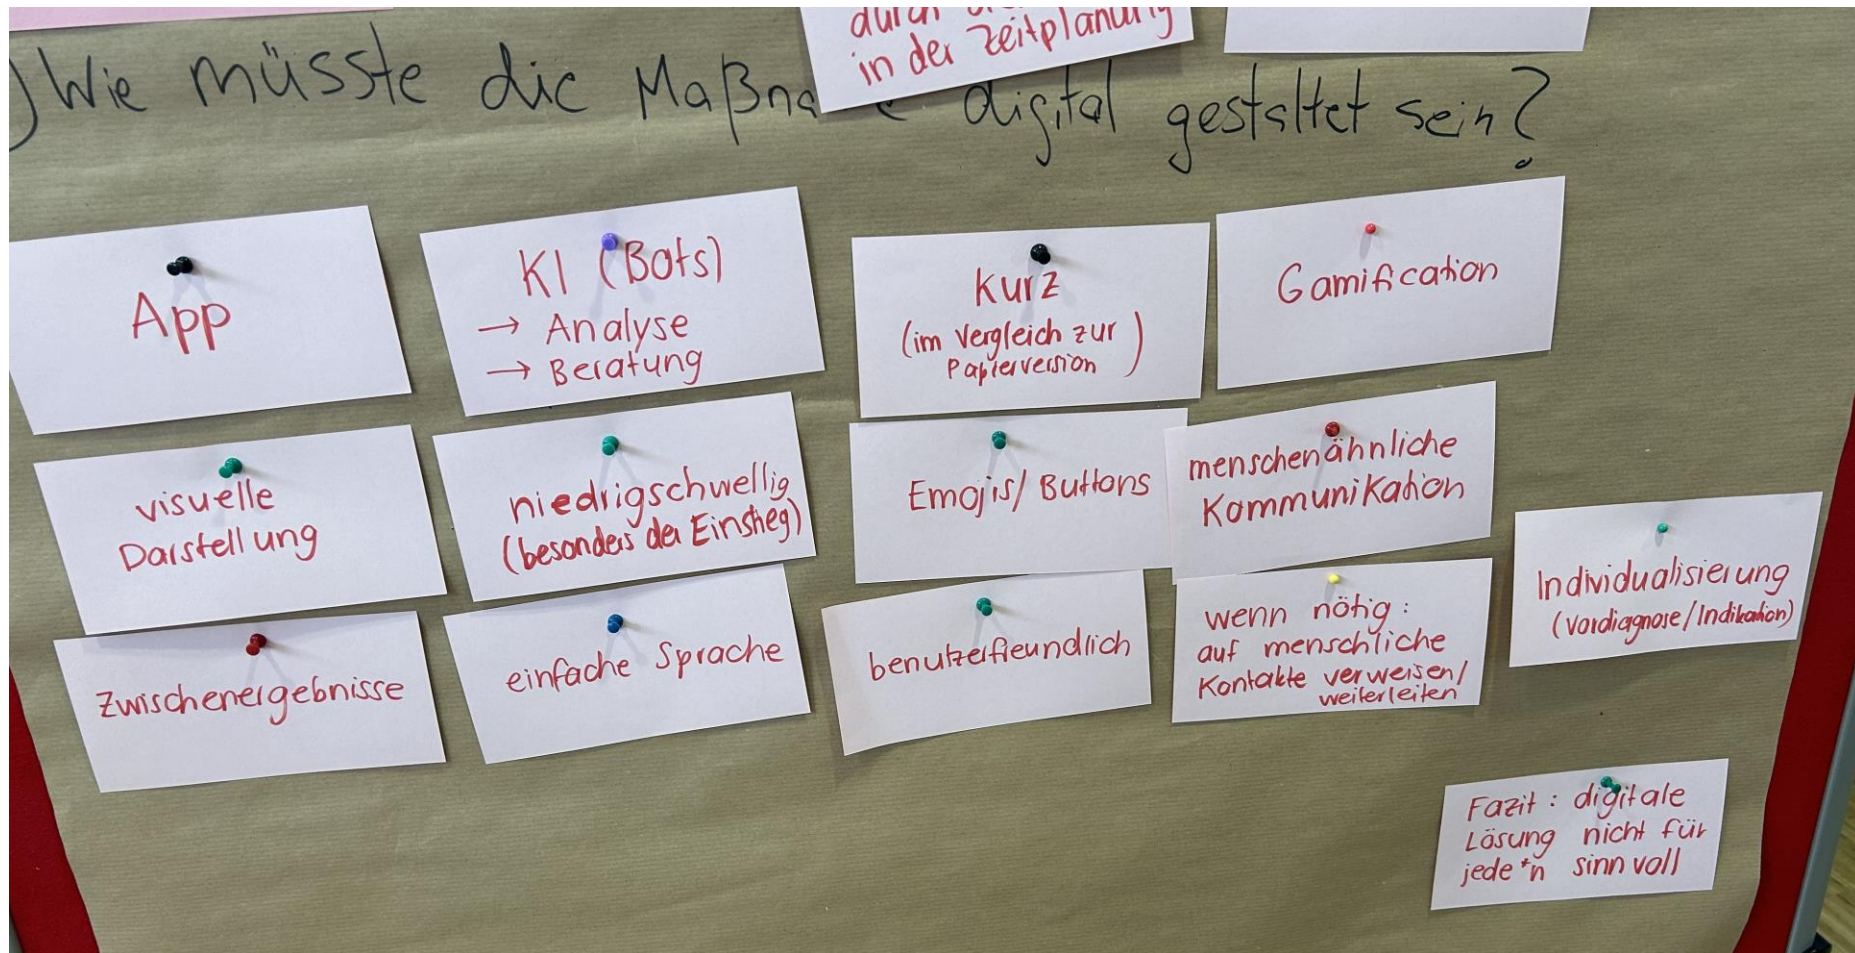 in der Zeitplanung
Wie müsste die Maßna e digital gestaltet sein?
App
KI (Bots)
→ Analyse
→ Beratung
Kurz
(im Vergleich zur
Papierversion)
Gamification
visuelle
Darstellung
niedrigschwellig
(besonders der Einstieg)
Emojis/Buttons
menschenähnliche
Kommunikation
Individualisierung
(Vordiagnose/Indikation)
Zwischenergebnisse
einfache Sprache
benutzerfreundlich
wenn nötig:
auf menschliche
Kontakte verweisen/
weiterleiten
Fazit: digitale
Lösung nicht für
jede*n sinnvoll